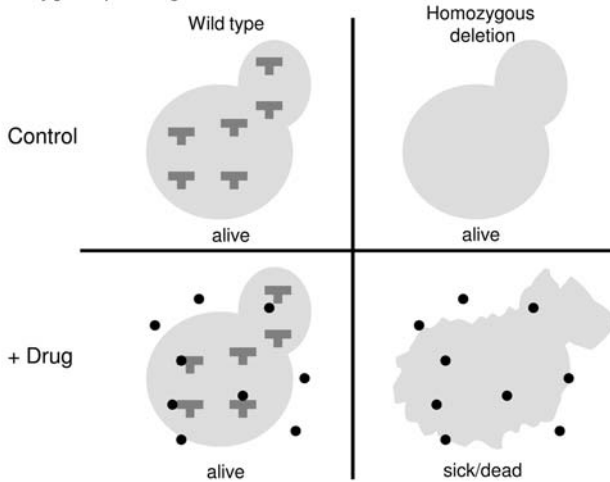 Wild type
Homozygous
deletion
Control
alive
alive
+ Drug
alive
sick/dead